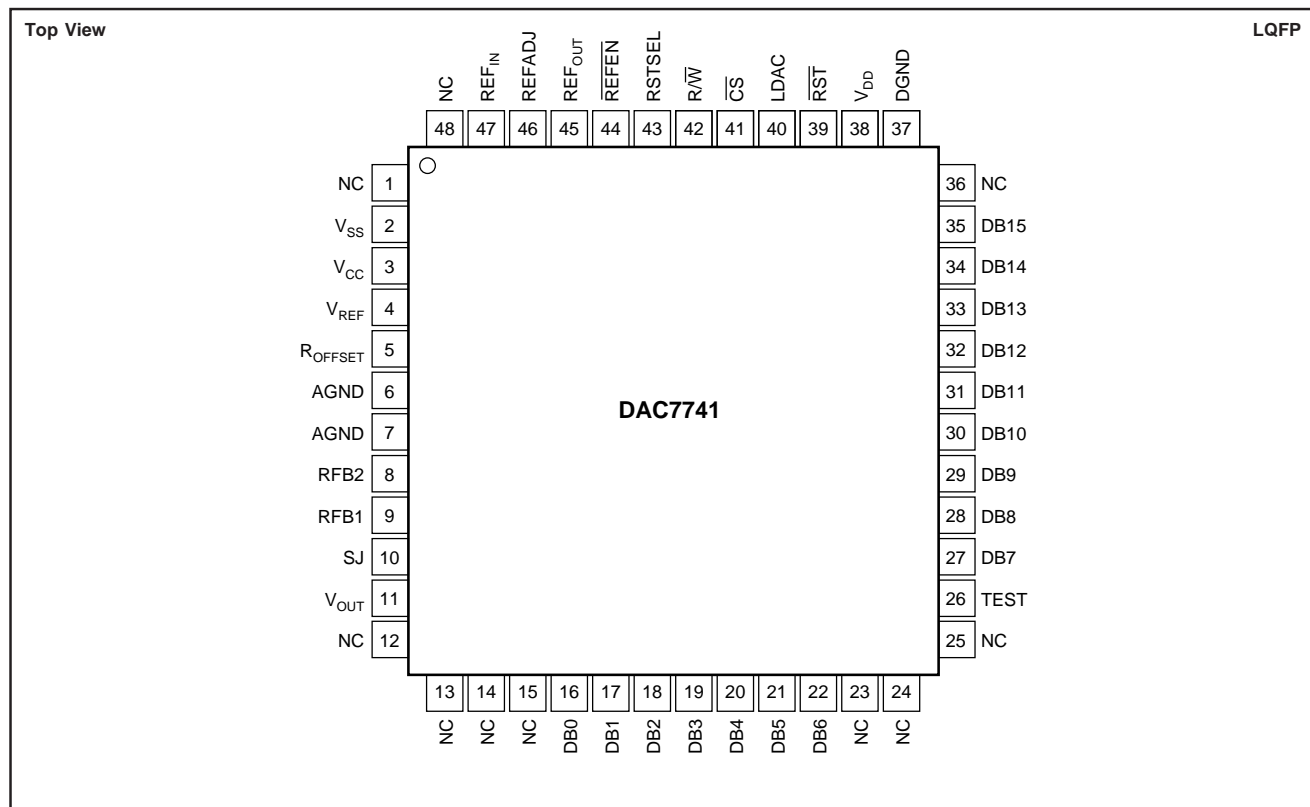 Top View
LQFP
NC
REF_IN
REFADJ
REF_OUT
R̅E̅F̅E̅N̅
RSTSEL
R/W̅
C̅S̅
LDAC
R̅S̅T̅
V_DD
DGND
48 47 46 45 44 43 42 41 40 39 38 37
NC 1
V_SS 2
V_CC 3
V_REF 4
R_OFFSET 5
AGND 6
AGND 7
RFB2 8
RFB1 9
SJ 10
V_OUT 11
NC 12
DAC7741
36 NC
35 DB15
34 DB14
33 DB13
32 DB12
31 DB11
30 DB10
29 DB9
28 DB8
27 DB7
26 TEST
25 NC
13 14 15 16 17 18 19 20 21 22 23 24
NC
NC
NC
DB0
DB1
DB2
DB3
DB4
DB5
DB6
NC
NC